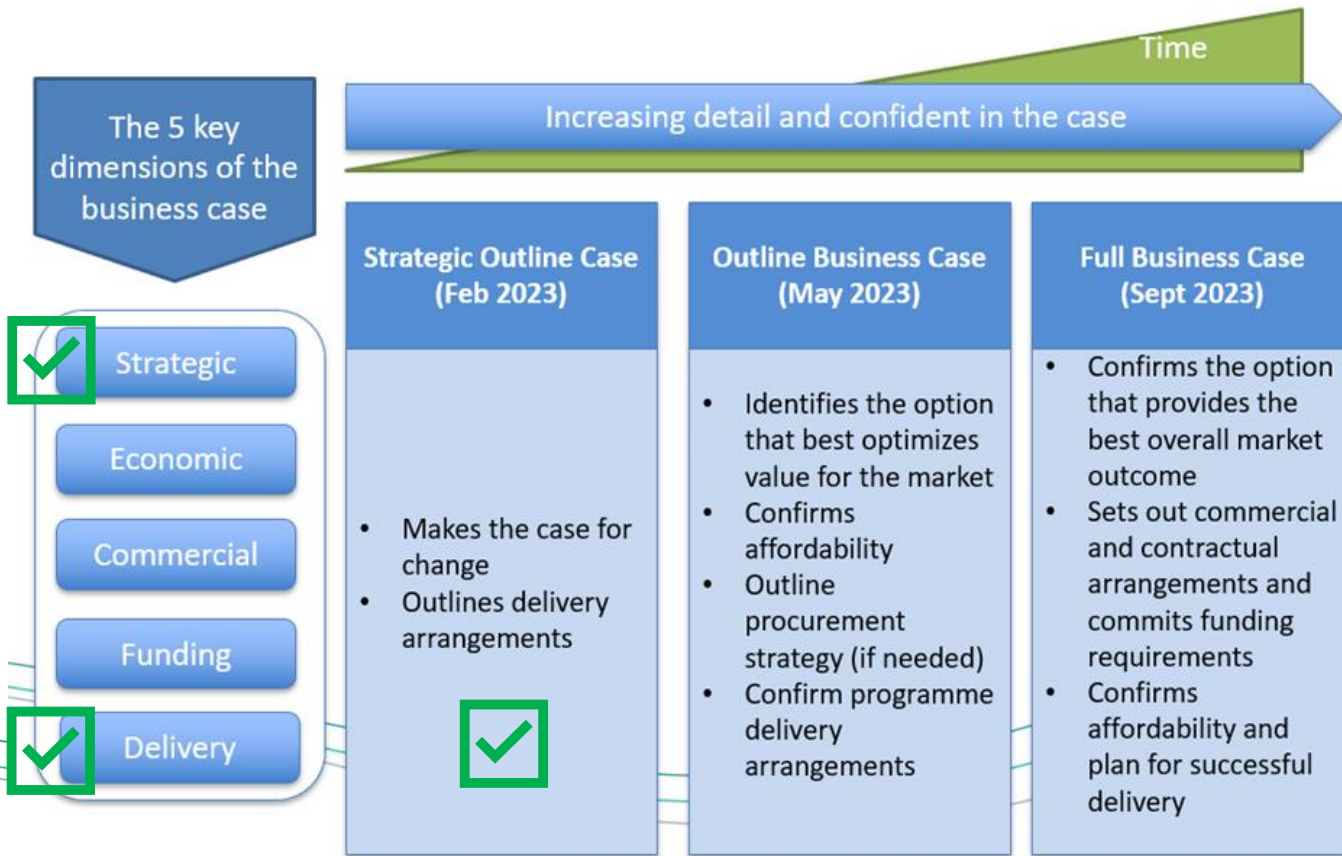 Time
Increasing detail and confident in the case
The 5 key
dimensions of the
business case
Strategic
Economic
Commercial
Funding
Delivery
Strategic Outline Case
(Feb 2023)
• Makes the case for
change
• Outlines delivery
arrangements
Outline Business Case
(May 2023)
• Identifies the option
that best optimizes
value for the market
• Confirms
affordability
• Outline
procurement
strategy (if needed)
• Confirm programme
delivery
arrangements
Full Business Case
(Sept 2023)
• Confirms the option
that provides the
best overall market
outcome
• Sets out commercial
and contractual
arrangements and
commits funding
requirements
• Confirms
affordability and
plan for successful
delivery